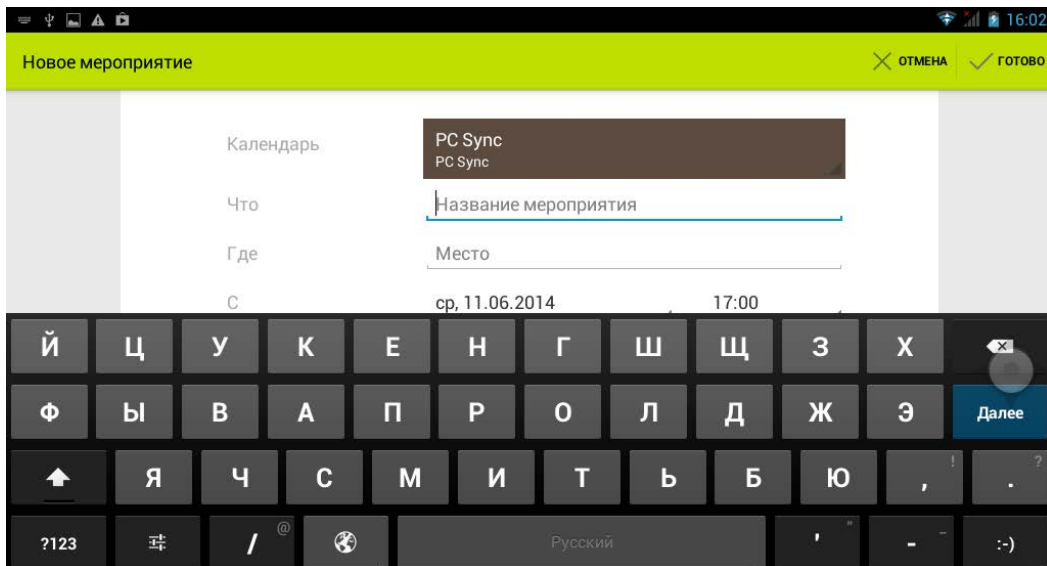 16:02
Новое мероприятие ОТМЕНА ГОТОВО
Календарь PC Sync
PC Sync
Что Название мероприятия
Где Место
С ср, 11.06.2014 17:00
Й Ц У К Е Н Г Ш Щ З Х
Ф Ы В А П Р О Л Д Ж Э Далее
Я Ч С М И Т Ь Б Ю , ! . ?
?123 / @ Русский ' " - _ :-)